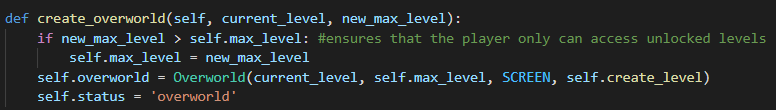 def create_overworld(self, current_level, new_max_level):
    if new_max_level > self.max_level: #ensures that the player only can access unlocked levels
        self.max_level = new_max_level
    self.overworld = Overworld(current_level, self.max_level, SCREEN, self.create_level)
    self.status = 'overworld'